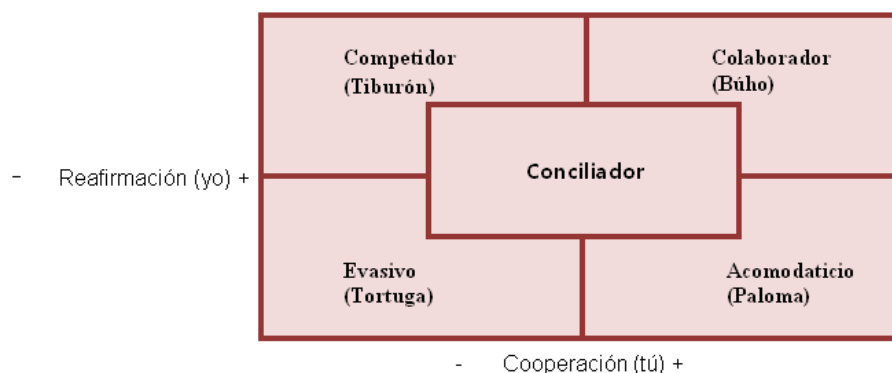 Competidor
(Tiburón)
Colaborador
(Búho)
Conciliador
- Reafirmación (yo) +
Evasivo
(Tortuga)
Acomodaticio
(Paloma)
- Cooperación (tú) +